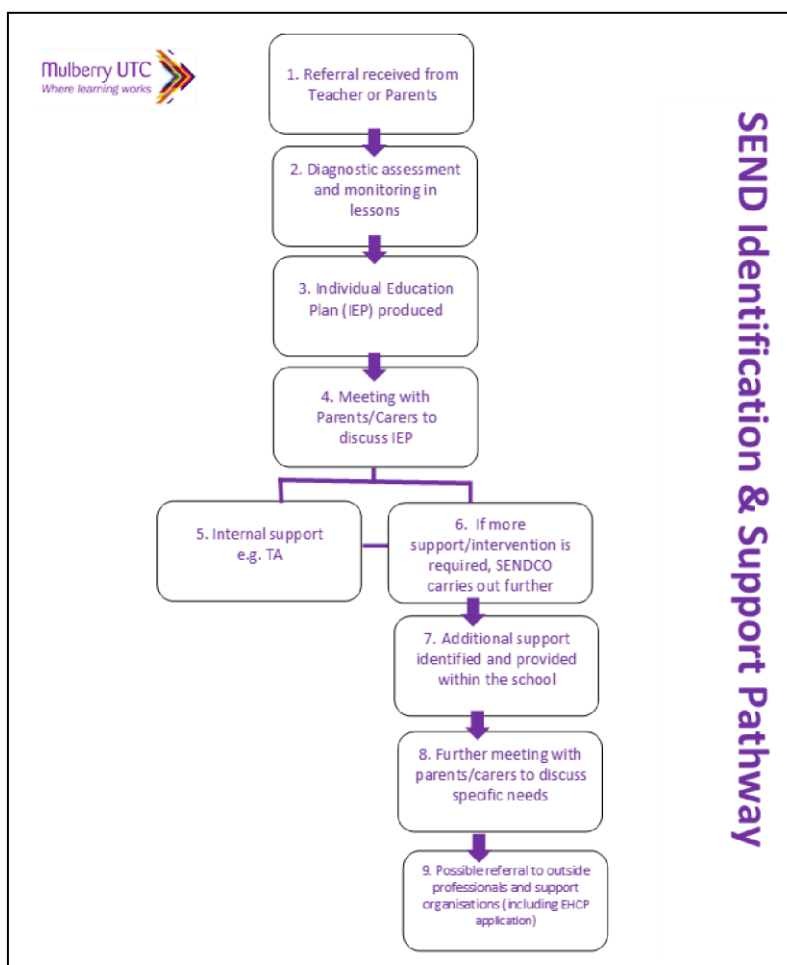 Mulberry UTC
Where learning works
SEND Identification & Support Pathway
1. Referral received from
Teacher or Parents
2. Diagnostic assessment
and monitoring in
lessons
3. Individual Education
Plan (IEP) produced
4. Meeting with
Parents/Carers to
discuss IEP
5. Internal support
e.g. TA
6. If more
support/intervention is
required, SENDCO
carries out further
7. Additional support
identified and provided
within the school
8. Further meeting with
parents/carers to discuss
specific needs
9. Possible referral to outside
professionals and support
organisations (including EHCP
application)